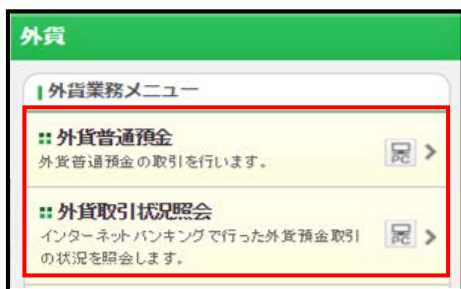 外貨
外貨業務メニュー
外貨普通預金
外貨普通預金の取引を行います。
PC
外貨取引状況照会
インターネットバンキングで行った外貨預金取引
の状況を照会します。
PC